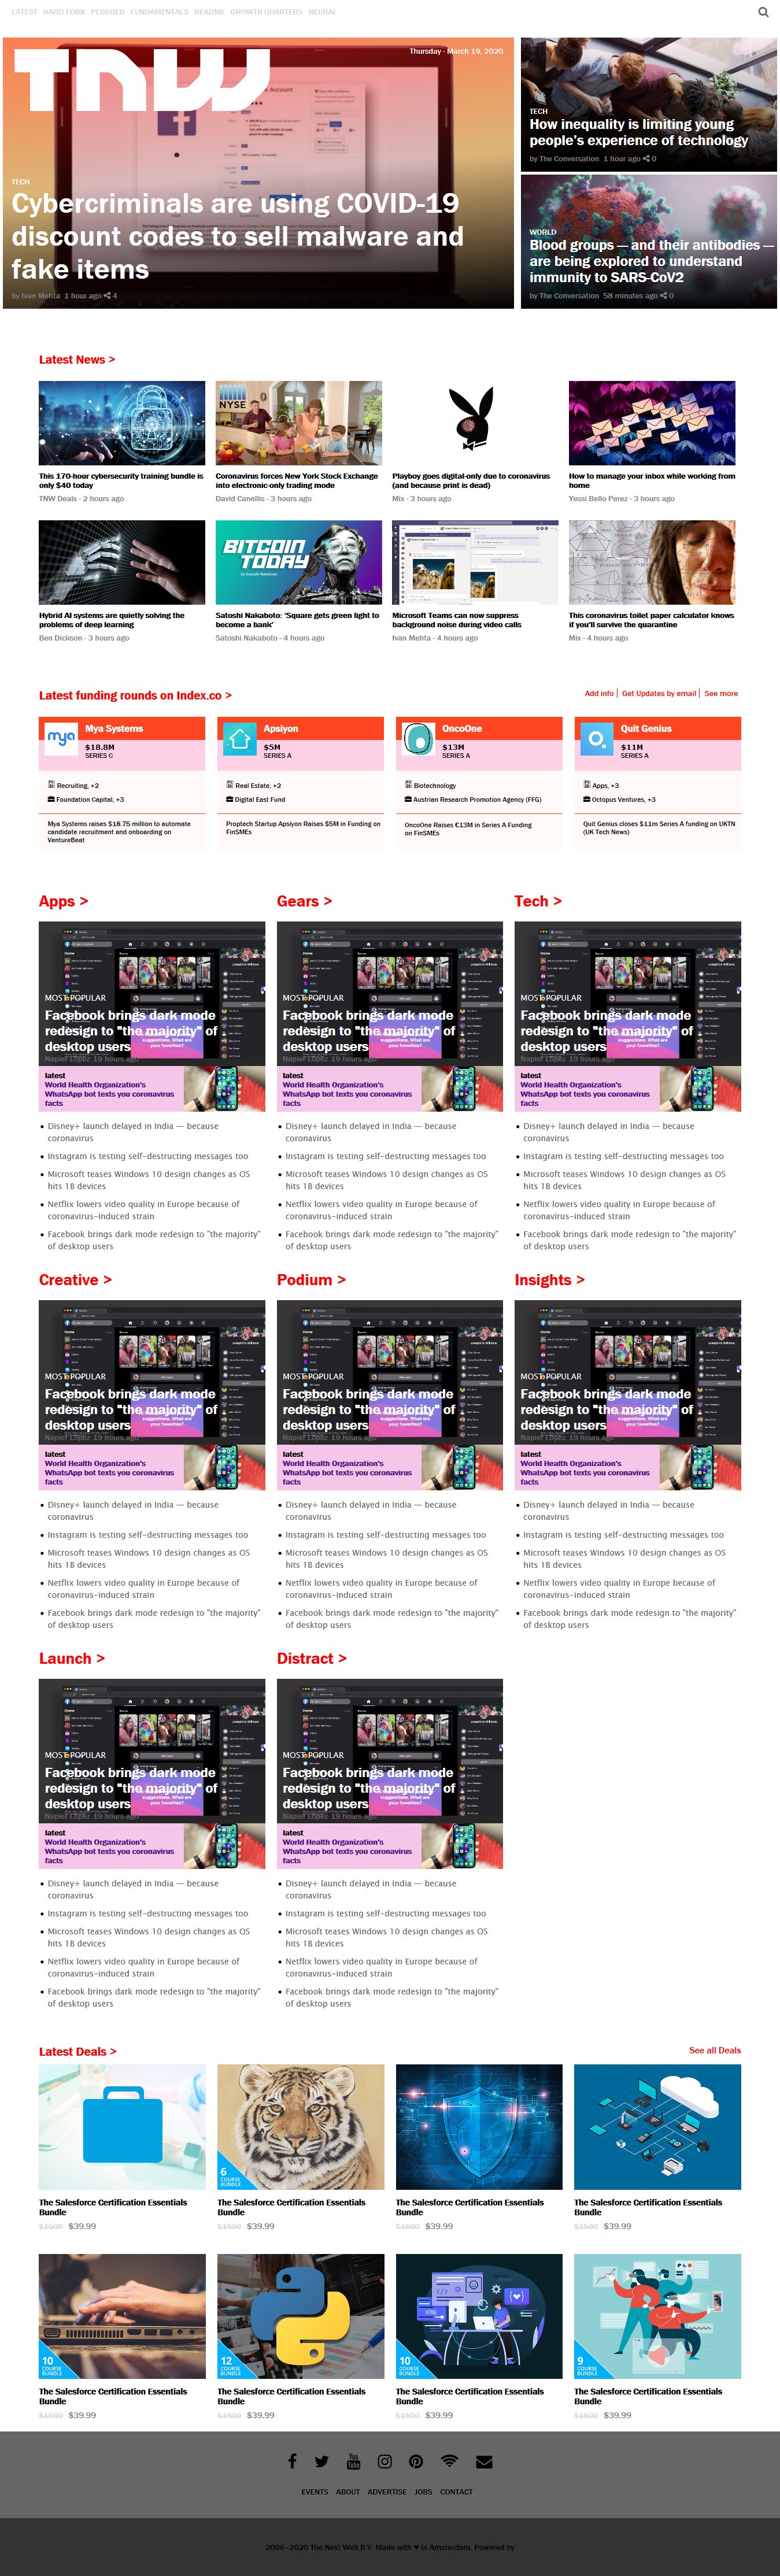 LATEST HARD FORK PLUGGED FUNDAMENTALS README GROWTH QUARTERS NEURAL
TNW
Thursday - March 19, 2020.
TECH
Cybercriminals are using COVID-19
discount codes to sell malware and
fake items
by Ivan Mehta 1 hour ago 4
TECH
How inequality is limiting young
people's experience of technology
by The Conversation 1 hour ago 0
WORLD
Blood groups — and their antibodies —
are being explored to understand
immunity to SARS-CoV2
by The Conversation 58 minutes ago 0
Latest News >
This 170-hour cybersecurity training bundle is
only $40 today
TNW Deals - 2 hours ago
NYSE
Coronavirus forces New York Stock Exchange
into electronic-only trading mode
David Canellis - 3 hours ago
Playboy goes digital-only due to coronavirus
(and because print is dead)
Mix - 3 hours ago
How to manage your inbox while working from
home
Yessi Bello Perez - 3 hours ago
Hybrid AI systems are quietly solving the
problems of deep learning
Ben Dickson - 3 hours ago
BITCOIN
TODAY
by Satoshi Nakaboto
Satoshi Nakaboto: 'Square gets green light to
become a bank'
Satoshi Nakaboto - 4 hours ago
Microsoft Teams can now suppress
background noise during video calls
Ivan Mehta - 4 hours ago
This coronavirus toilet paper calculator knows
if you'll survive the quarantine
Mix - 4 hours ago
Latest funding rounds on Index.co >
Add info | Get Updates by email | See more
mya
Mya Systems
$18.8M
SERIES C
Recruiting, +2
Foundation Capital, +3
Mya Systems raises $18.75 million to automate
candidate recruitment and onboarding on
VentureBeat
Apsiyon
$5M
SERIES A
Real Estate, +2
Digital East Fund
Proptech Startup Apsiyon Raises $5M in Funding on
FinSMEs
OncoOne
$13M
SERIES A
Biotechnology
Austrian Research Promotion Agency (FFG)
OncoOne Raises €13M in Series A Funding
on FinSMEs
Quit Genius
$11M
SERIES A
Apps, +3
Octopus Ventures, +3
Quit Genius closes $11m Series A funding on UKTN
(UK Tech News)
Apps >
MOST POPULAR
Facebook brings dark mode
redesign to "the majority" of
desktop users
Napier Lopez 19 hours ago
latest
World Health Organization's
WhatsApp bot texts you coronavirus
facts
Disney+ launch delayed in India — because
coronavirus
Instagram is testing self-destructing messages too
Microsoft teases Windows 10 design changes as OS
hits 1B devices
Netflix lowers video quality in Europe because of
coronavirus-induced strain
Facebook brings dark mode redesign to "the majority"
of desktop users
Gears >
MOST POPULAR
Facebook brings dark mode
redesign to "the majority" of
desktop users
Napier Lopez 19 hours ago
latest
World Health Organization's
WhatsApp bot texts you coronavirus
facts
Disney+ launch delayed in India — because
coronavirus
Instagram is testing self-destructing messages too
Microsoft teases Windows 10 design changes as OS
hits 1B devices
Netflix lowers video quality in Europe because of
coronavirus-induced strain
Facebook brings dark mode redesign to "the majority"
of desktop users
Tech >
MOST POPULAR
Facebook brings dark mode
redesign to "the majority" of
desktop users
Napier Lopez 19 hours ago
latest
World Health Organization's
WhatsApp bot texts you coronavirus
facts
Disney+ launch delayed in India — because
coronavirus
Instagram is testing self-destructing messages too
Microsoft teases Windows 10 design changes as OS
hits 1B devices
Netflix lowers video quality in Europe because of
coronavirus-induced strain
Facebook brings dark mode redesign to "the majority"
of desktop users
Creative >
MOST POPULAR
Facebook brings dark mode
redesign to "the majority" of
desktop users
Napier Lopez 19 hours ago
latest
World Health Organization's
WhatsApp bot texts you coronavirus
facts
Disney+ launch delayed in India — because
coronavirus
Instagram is testing self-destructing messages too
Microsoft teases Windows 10 design changes as OS
hits 1B devices
Netflix lowers video quality in Europe because of
coronavirus-induced strain
Facebook brings dark mode redesign to "the majority"
of desktop users
Podium >
MOST POPULAR
Facebook brings dark mode
redesign to "the majority" of
desktop users
Napier Lopez 19 hours ago
latest
World Health Organization's
WhatsApp bot texts you coronavirus
facts
Disney+ launch delayed in India — because
coronavirus
Instagram is testing self-destructing messages too
Microsoft teases Windows 10 design changes as OS
hits 1B devices
Netflix lowers video quality in Europe because of
coronavirus-induced strain
Facebook brings dark mode redesign to "the majority"
of desktop users
Insights >
MOST POPULAR
Facebook brings dark mode
redesign to "the majority" of
desktop users
Napier Lopez 19 hours ago
latest
World Health Organization's
WhatsApp bot texts you coronavirus
facts
Disney+ launch delayed in India — because
coronavirus
Instagram is testing self-destructing messages too
Microsoft teases Windows 10 design changes as OS
hits 1B devices
Netflix lowers video quality in Europe because of
coronavirus-induced strain
Facebook brings dark mode redesign to "the majority"
of desktop users
Launch >
MOST POPULAR
Facebook brings dark mode
redesign to "the majority" of
desktop users
Napier Lopez 19 hours ago
latest
World Health Organization's
WhatsApp bot texts you coronavirus
facts
Disney+ launch delayed in India — because
coronavirus
Instagram is testing self-destructing messages too
Microsoft teases Windows 10 design changes as OS
hits 1B devices
Netflix lowers video quality in Europe because of
coronavirus-induced strain
Facebook brings dark mode redesign to "the majority"
of desktop users
Distract >
MOST POPULAR
Facebook brings dark mode
redesign to "the majority" of
desktop users
Napier Lopez 19 hours ago
latest
World Health Organization's
WhatsApp bot texts you coronavirus
facts
Disney+ launch delayed in India — because
coronavirus
Instagram is testing self-destructing messages too
Microsoft teases Windows 10 design changes as OS
hits 1B devices
Netflix lowers video quality in Europe because of
coronavirus-induced strain
Facebook brings dark mode redesign to "the majority"
of desktop users
Latest Deals >
See all Deals
The Salesforce Certification Essentials
Bundle
$1500 $39.99
6
COURSE
BUNDLE
The Salesforce Certification Essentials
Bundle
$1500 $39.99
The Salesforce Certification Essentials
Bundle
$1500 $39.99
The Salesforce Certification Essentials
Bundle
$1500 $39.99
10
COURSE
BUNDLE
The Salesforce Certification Essentials
Bundle
$1500 $39.99
12
COURSE
BUNDLE
The Salesforce Certification Essentials
Bundle
$1500 $39.99
10
COURSE
BUNDLE
HTML
The Salesforce Certification Essentials
Bundle
$1500 $39.99
9
COURSE
BUNDLE
The Salesforce Certification Essentials
Bundle
$1500 $39.99
EVENTS ABOUT ADVERTISE JOBS CONTACT
2006—2020 The Next Web B.V. Made with ♥ in Amsterdam. Powered by